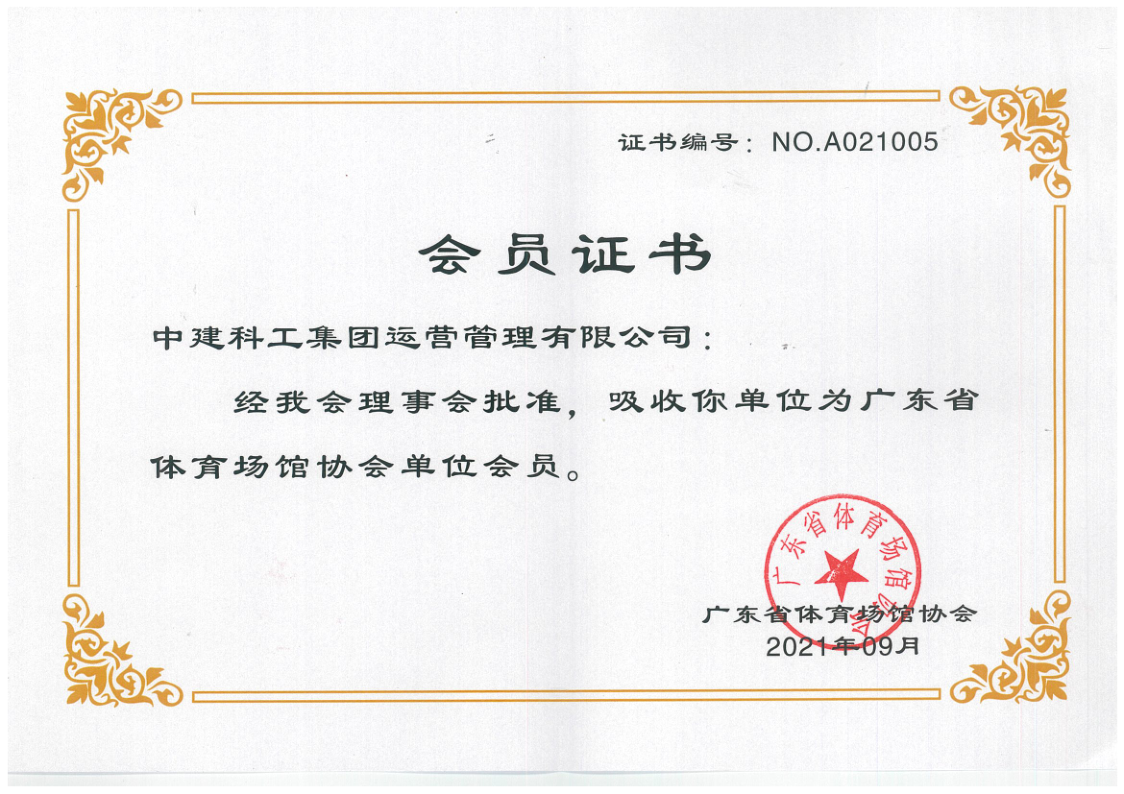 证书编号：NO.A021005
会员证书
中建科工集团运营管理有限公司：
经我会理事会批准，吸收你单位为广东省
体育场馆协会单位会员。
广东省体育场馆协会
广东省体育场馆协会
2021年09月